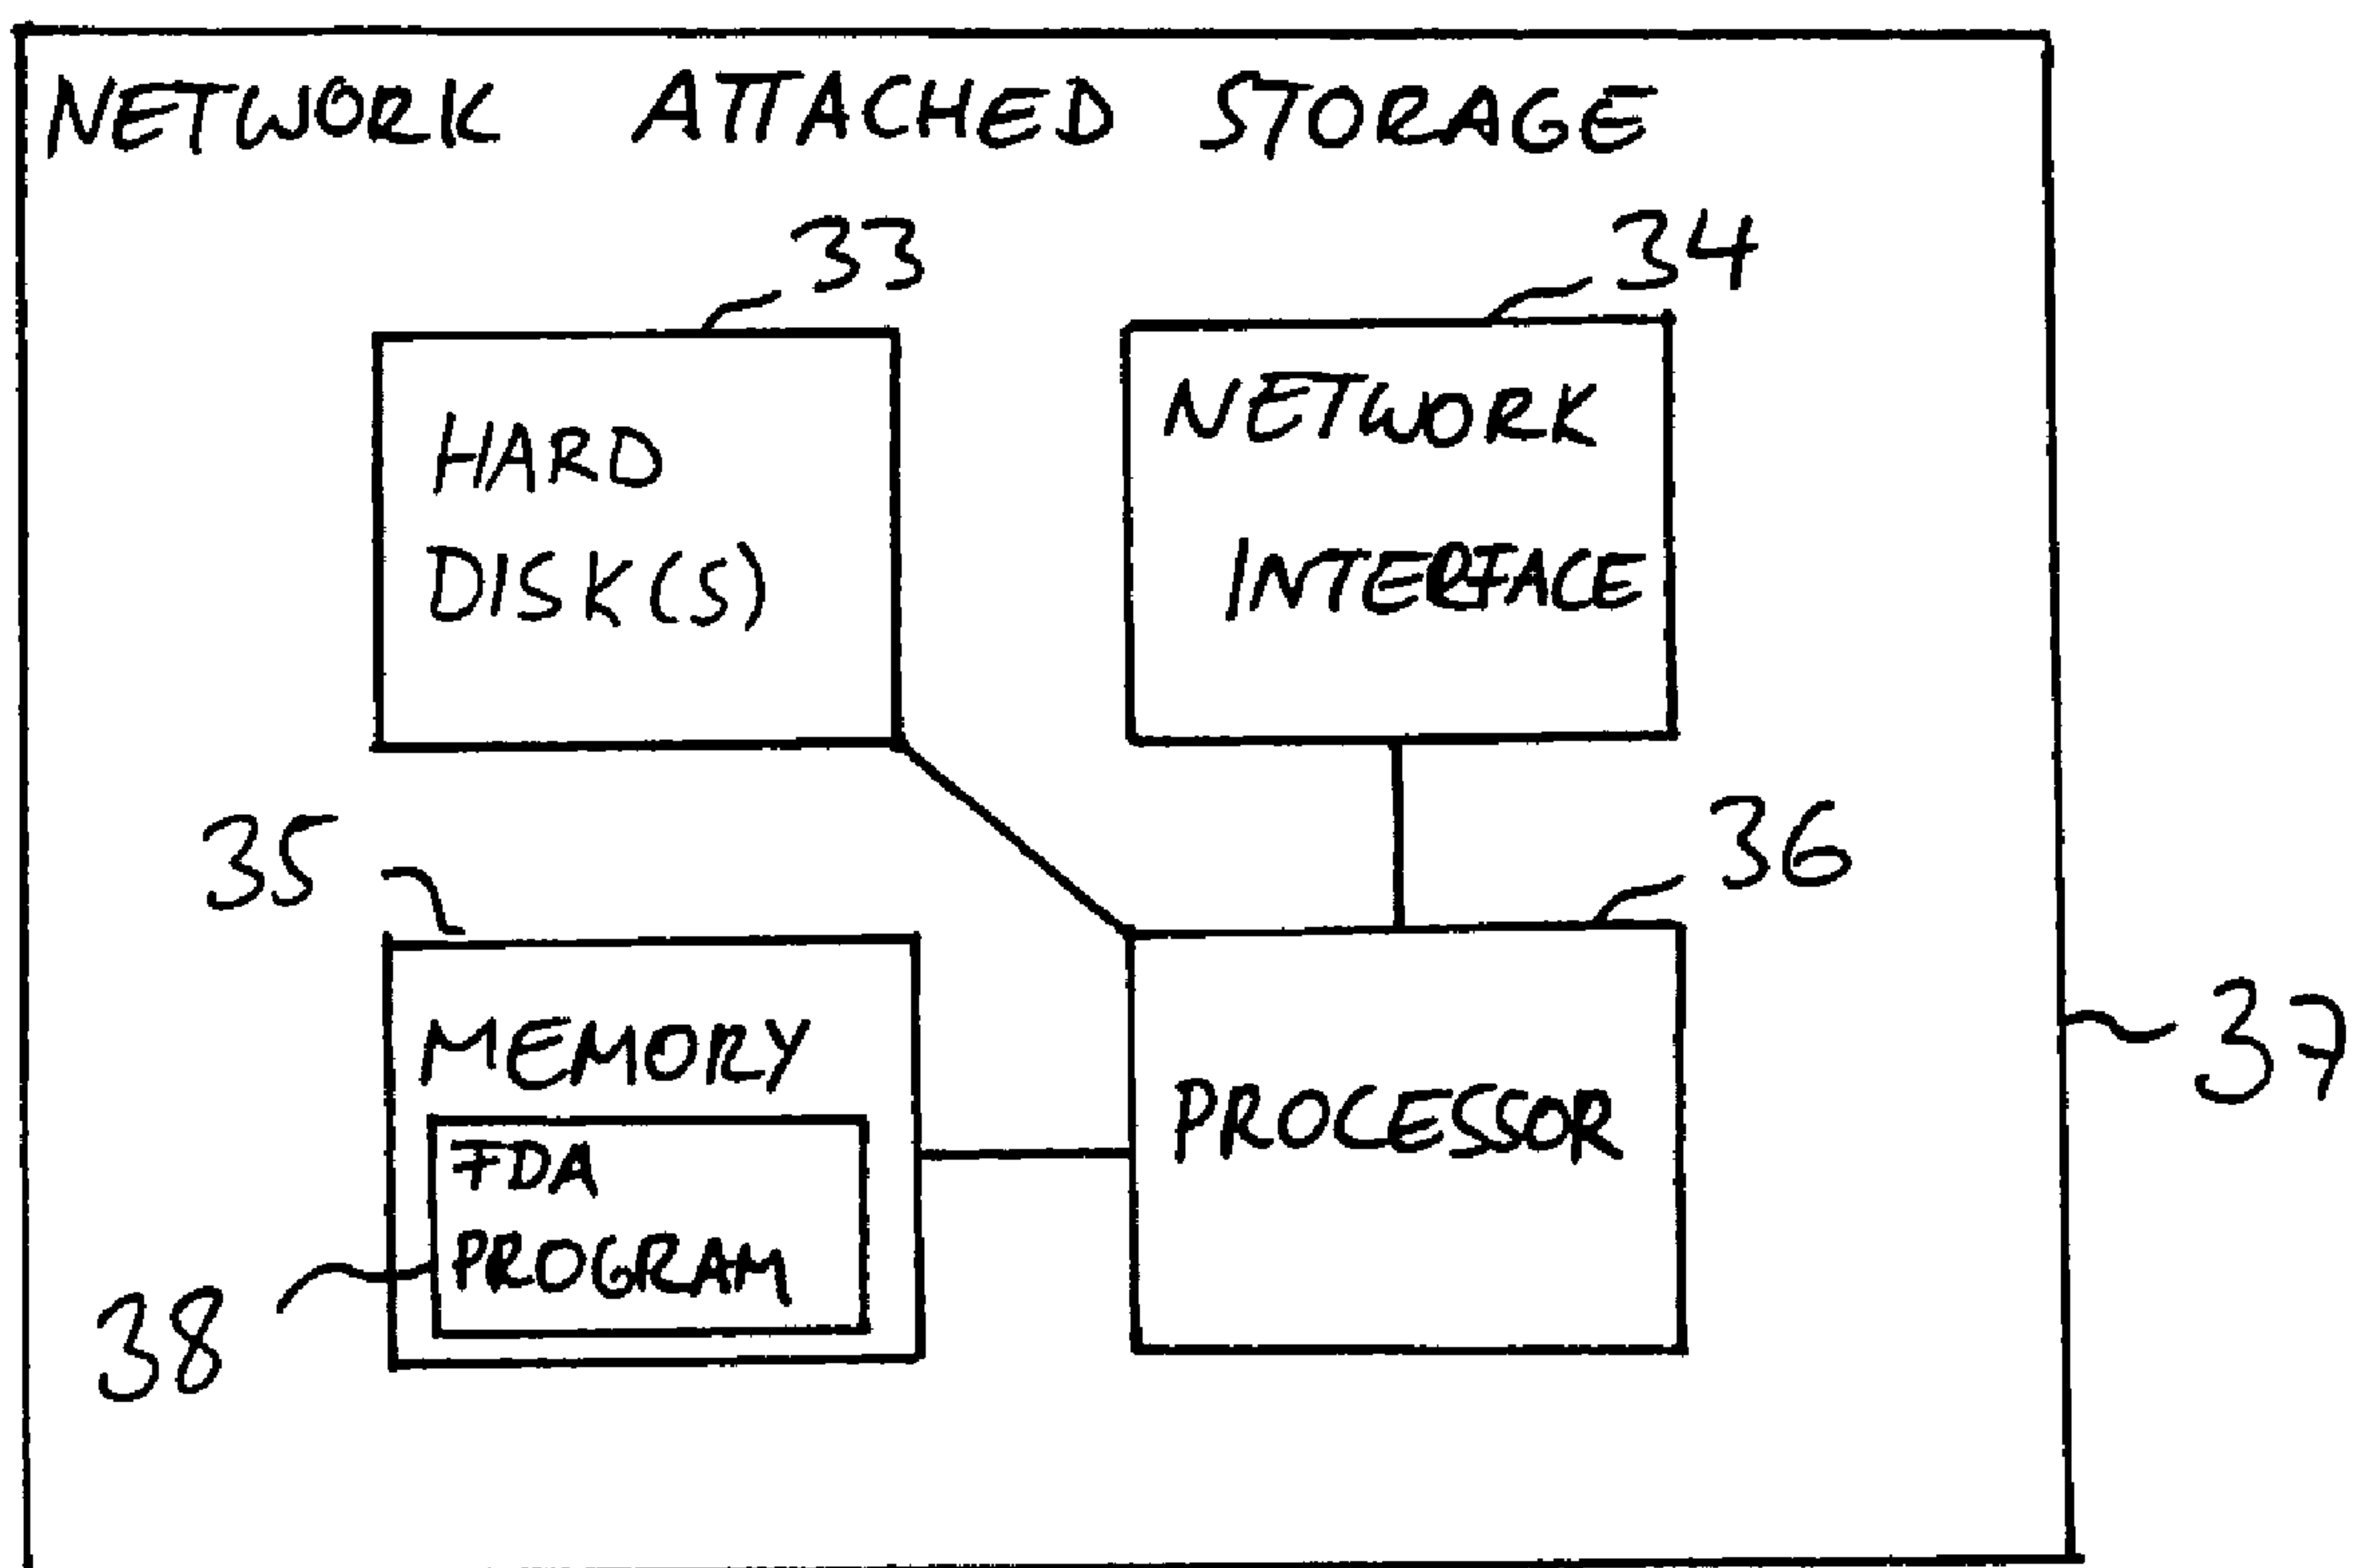 NETWORK ATTACHED STORAGE
33
34
HARD
DISK(S)
NETWORK
INTERFACE
35
36
MEMORY
FDA
PROGRAM
PROCESSOR
37
38